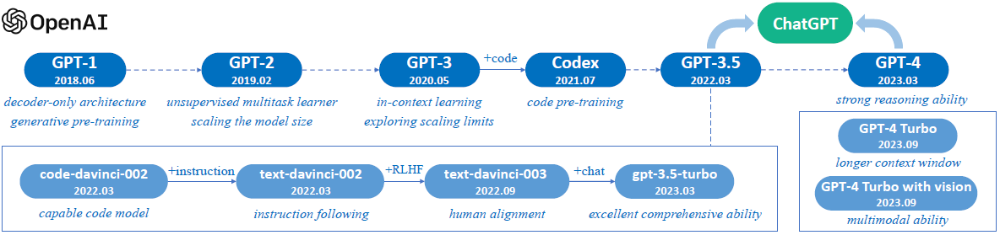 OpenAI
ChatGPT
GPT-1
2018.06
GPT-2
2019.02
GPT-3
2020.05
+code
Codex
2021.07
GPT-3.5
2022.03
GPT-4
2023.03
decoder-only architecture
generative pre-training
unsupervised multitask learner
scaling the model size
in-context learning
exploring scaling limits
code pre-training
strong reasoning ability
code-davinci-002
2022.03
+instruction
text-davinci-002
2022.03
+RLHF
text-davinci-003
2022.09
+chat
gpt-3.5-turbo
2023.03
capable code model
instruction following
human alignment
excellent comprehensive ability
GPT-4 Turbo
2023.09
longer context window
GPT-4 Turbo with vision
2023.09
multimodal ability